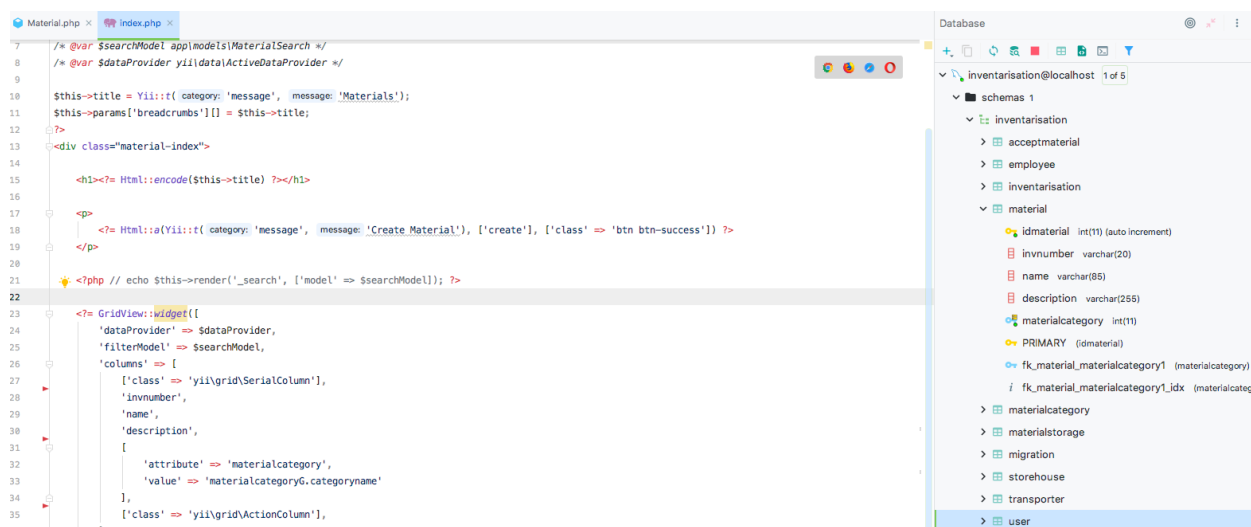 Material.php × index.php ×
7 /* @var $searchModel app\models\MaterialSearch */
8 /* @var $dataProvider yii\data\ActiveDataProvider */
9
10 $this->title = Yii::t( category: 'message', message: 'Materials');
11 $this->params['breadcrumbs'][] = $this->title;
12 ?>
13 <div class="material-index">
14
15 <h1><?= Html::encode($this->title) ?></h1>
16
17 <p>
18 <?= Html::a(Yii::t( category: 'message', message: 'Create Material'), ['create'], ['class' => 'btn btn-success']) ?>
19 </p>
20
21 <?php // echo $this->render('_search', ['model' => $searchModel]); ?>
22
23 <?= GridView::widget([
24 'dataProvider' => $dataProvider,
25 'filterModel' => $searchModel,
26 'columns' => [
27 ['class' => 'yii\grid\SerialColumn'],
28 'invnumber',
29 'name',
30 'description',
31 [
32 'attribute' => 'materialcategory',
33 'value' => 'materialcategoryG.categoryname'
34 ],
35 ['class' => 'yii\grid\ActionColumn'],
Database
inventarisation@localhost 1 of 5
schemas 1
inventarisation
acceptmaterial
employee
inventarisation
material
idmaterial int(11) (auto increment)
invnumber varchar(20)
name varchar(85)
description varchar(255)
materialcategory int(11)
PRIMARY (idmaterial)
fk_material_materialcategory1 (materialcategory)
i fk_material_materialcategory1_idx (materialcateg
materialcategory
materialstorage
migration
storehouse
transporter
user